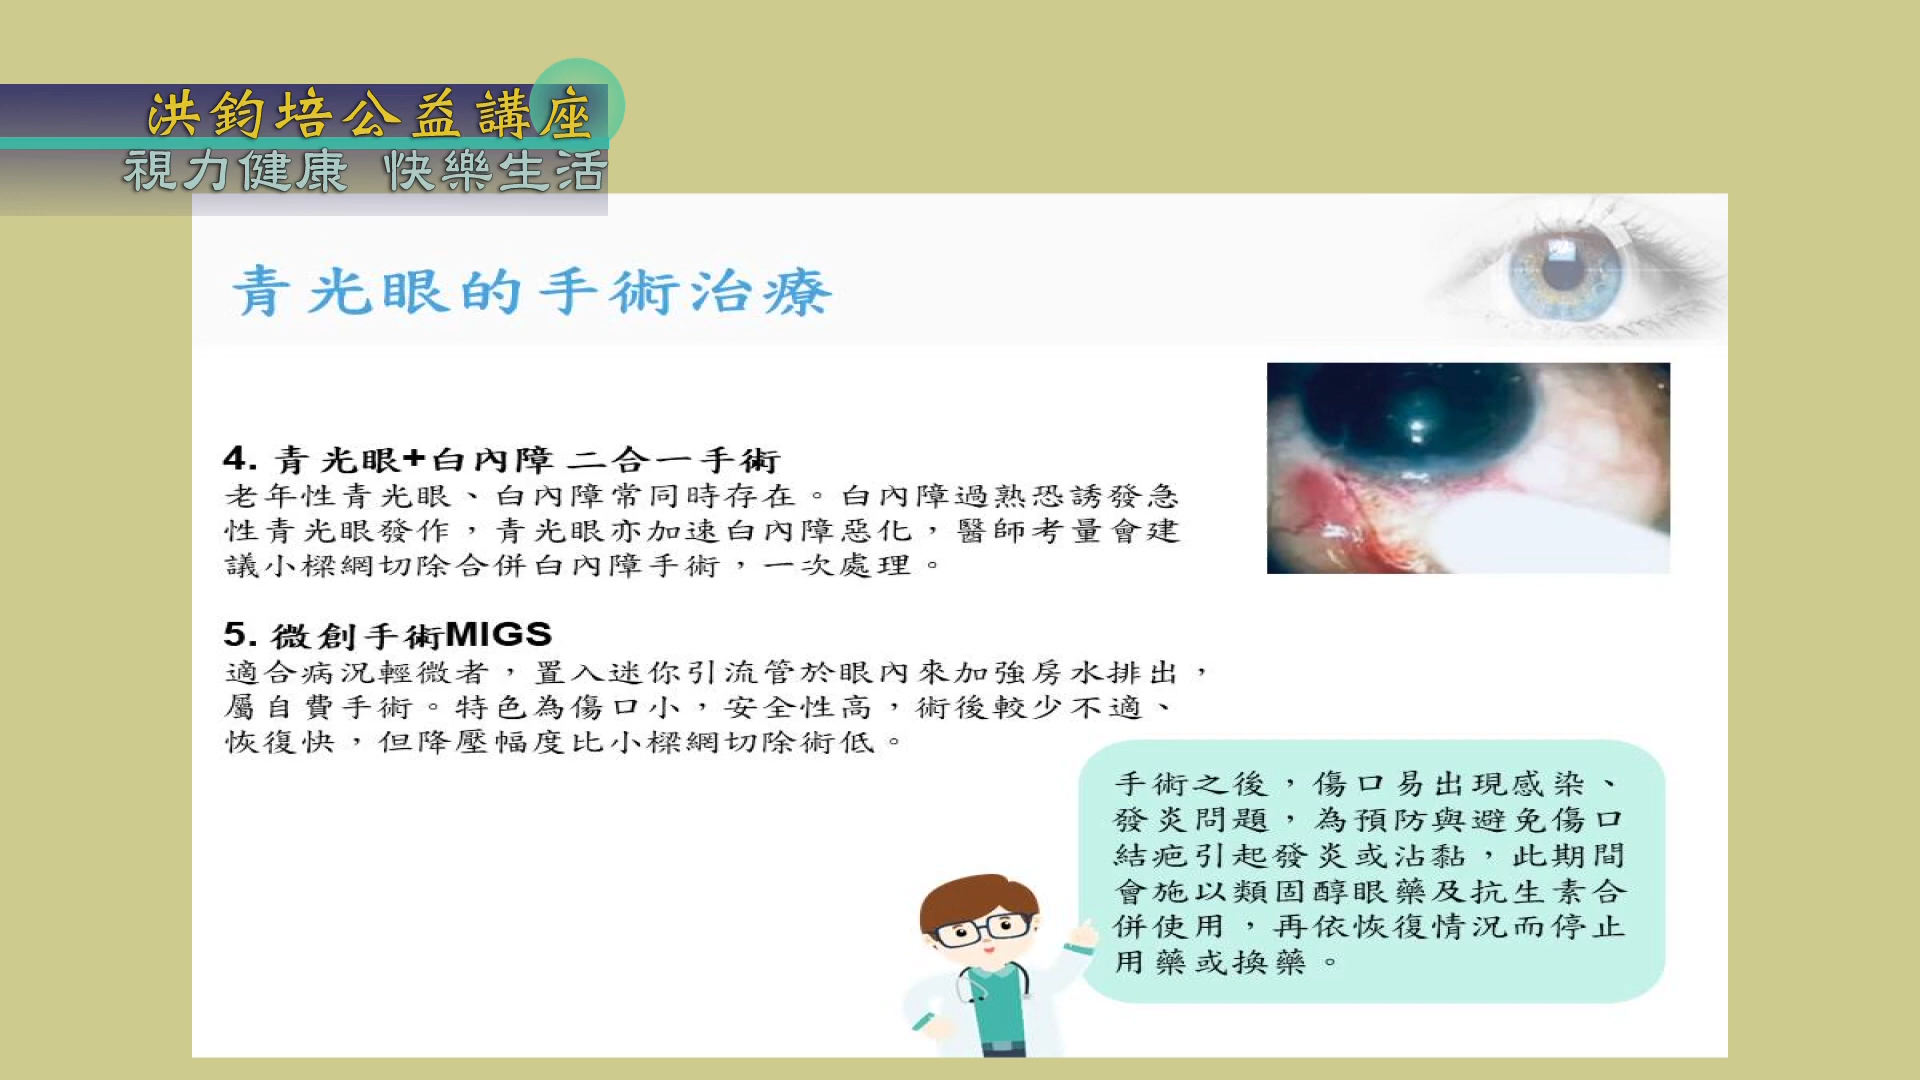 洪鈞培公益講座
視力健康 快樂生活
青光眼的手術治療
4. 青光眼+白內障 二合一手術
老年性青光眼、白內障常同時存在。白內障過熟恐誘發急
性青光眼發作，青光眼亦加速白內障惡化，醫師考量會建
議小樑網切除合併白內障手術，一次處理。
5. 微創手術MIGS
適合病況輕微者，置入迷你引流管於眼內來加強房水排出，
屬自費手術。特色為傷口小，安全性高，術後較少不適、
恢復快，但降壓幅度比小樑網切除術低。
手術之後，傷口易出現感染、
發炎問題，為預防與避免傷口
結疤引起發炎或沾黏，此期間
會施以類固醇眼藥及抗生素合
併使用，再依恢復情況而停止
用藥或換藥。